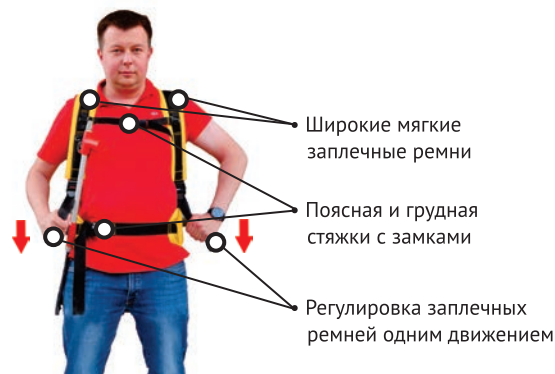 Широкие мягкие
заплечные ремни
Поясная и грудная
стяжки с замками
Регулировка заплечных
ремней одним движением